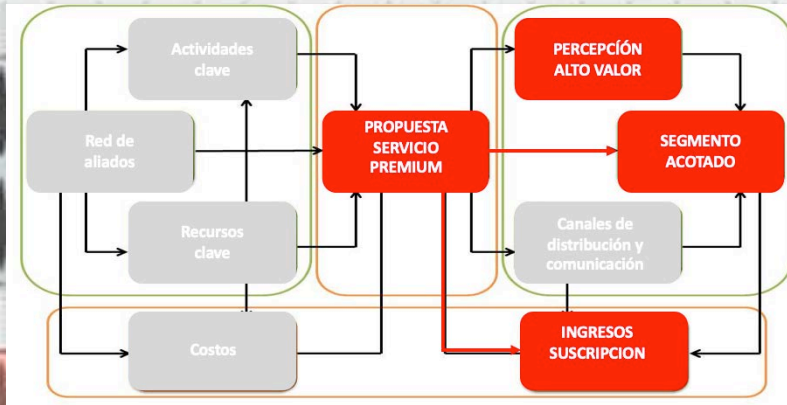 Actividades
clave
PERCEPCÍÓN
ALTO VALOR
Red de
aliados
PROPUESTA
SERVICIO
PREMIUM
SEGMENTO
ACOTADO
Recursos
clave
Canales de
distribución y
comunicación
Costos
INGRESOS
SUSCRIPCION